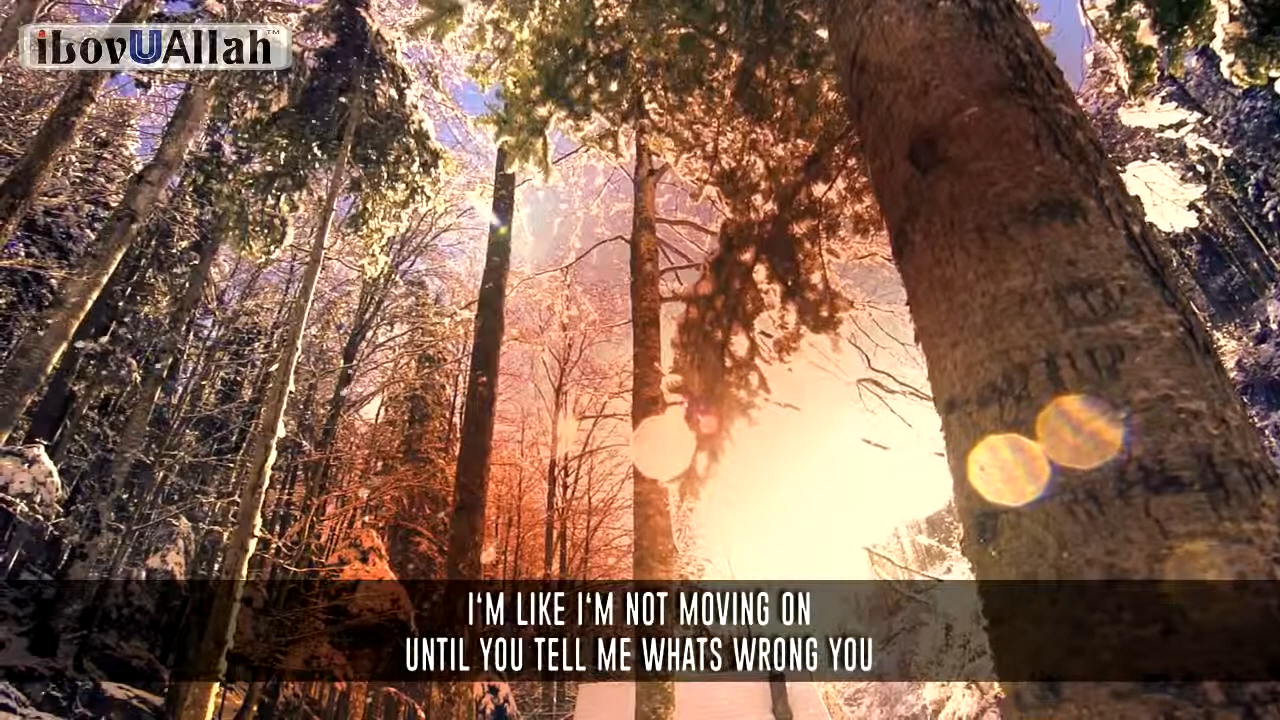 iLovUAllah™
I'M LIKE I'M NOT MOVING ON
UNTIL YOU TELL ME WHATS WRONG YOU